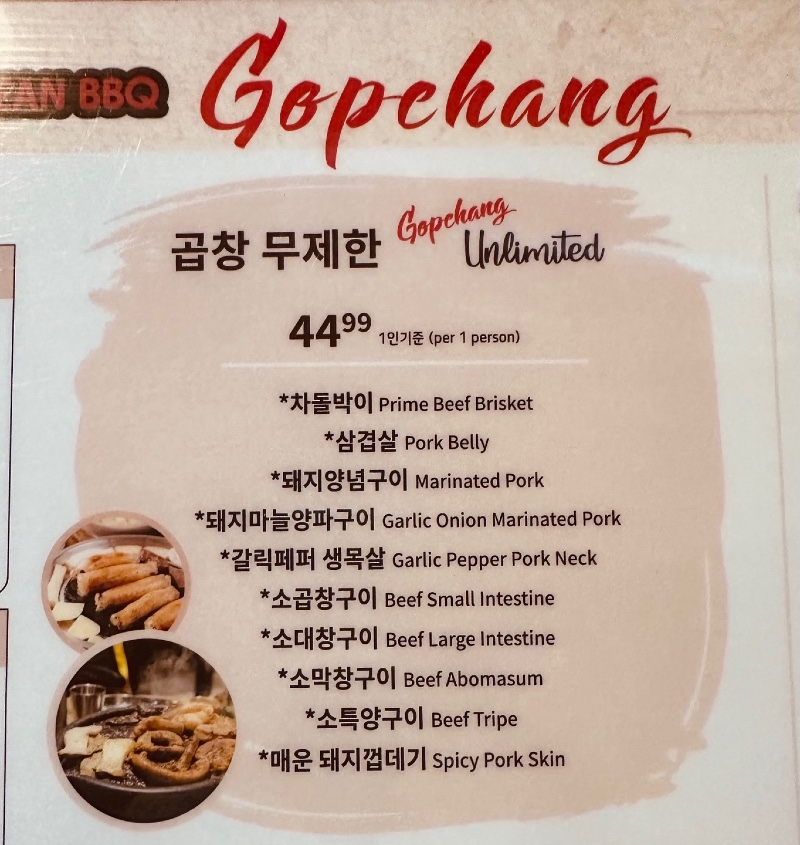 BBQ
Gopchang
곱창 무제한 Gopchang Unlimited
44⁹⁹ 1인기준 (per 1 person)
*차돌박이 Prime Beef Brisket
*삼겹살 Pork Belly
*돼지양념구이 Marinated Pork
*돼지마늘양파구이 Garlic Onion Marinated Pork
*갈릭페퍼 생목살 Garlic Pepper Pork Neck
*소곱창구이 Beef Small Intestine
*소대창구이 Beef Large Intestine
*소막창구이 Beef Abomasum
*소특양구이 Beef Tripe
*매운 돼지껍데기 Spicy Pork Skin